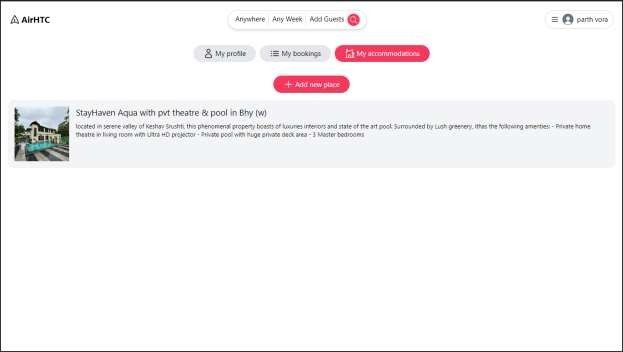 AirHTC
Anywhere Any Week Add Guests
parth vora
My profile My bookings My accommodations
+ Add new place
StayHaven Aqua with pvt theatre & pool in Bhy (w)
located in serene valley of Keshav Srushti, this phenomenal property boasts of luxuries interiors and state of the art pool. Surrounded by Lush greenery, ithas the following amenties: - Private home
theatre in living room with Ultra HD projector - Private pool with huge private deck area - 3 Master bedrooms